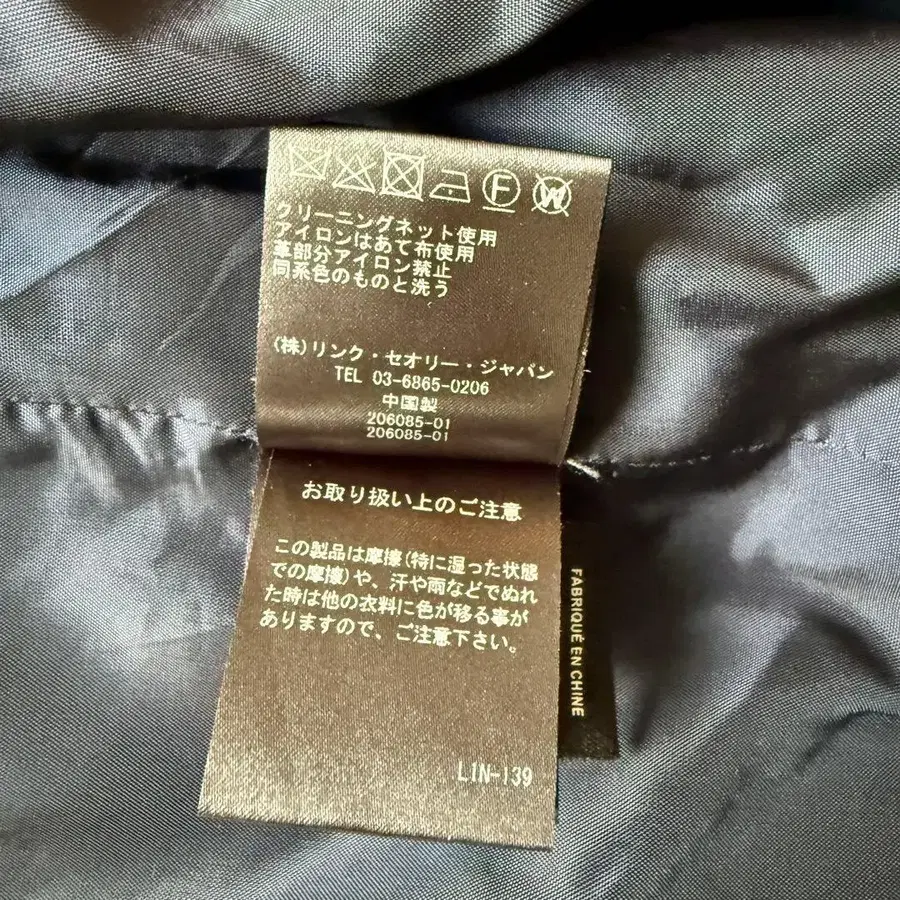 F W
クリーニングネット使用
アイロンはあて布使用
革部分アイロン禁止
同系色のものと洗う
(株)リンク・セオリー・ジャパン
TEL 03-6865-0206
中国製
206085-01
206085-01
お取り扱い上のご注意
この製品は摩擦(特に湿った状態
での摩擦)や、汗や雨などでぬれ
た時は他の衣料に色が移る事が
ありますので、ご注意下さい。
LIN-139
FABRIQUÉ EN CHINE